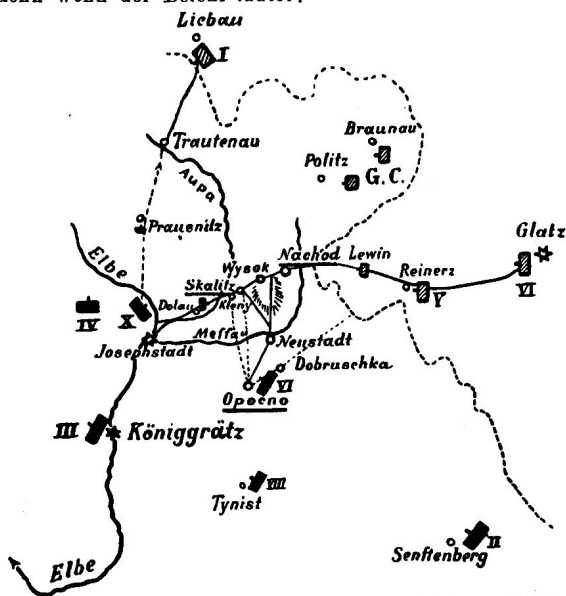 Liebau
I
Trautenau
Braunau
Politz
G.C.
Aupa
Prausnitz
Elbe
Glatz
Nachod Lewin
Wysok
Reinerz
VI
Skalitz
V
Kleny
Dolan
IV
X
Mettau
Josephstadt
Neustadt
Dobruschka
VI
Opocno
III
Königgrätz
VIII
Tynist
II
Senftenberg
Elbe